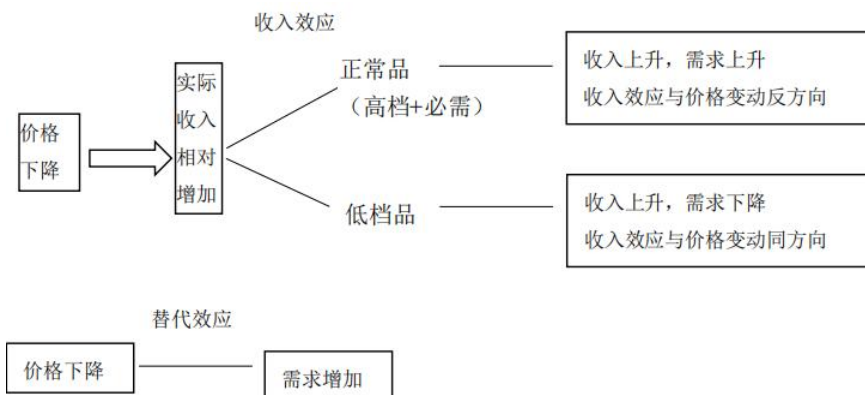 收入效应
价格
下降
实际
收入
相对
增加
正常品
（高档+必需）
收入上升，需求上升
收入效应与价格变动反方向
低档品
收入上升，需求下降
收入效应与价格变动同方向
替代效应
价格下降
需求增加